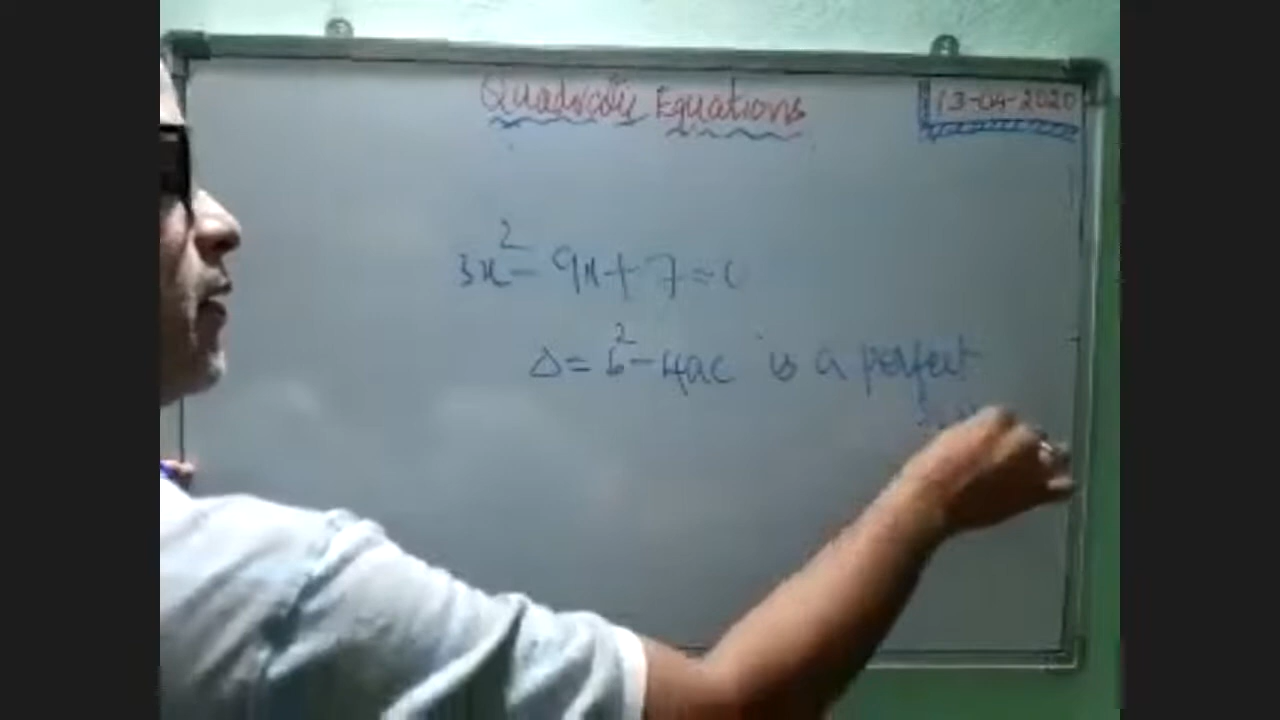 Quadratic Equations
13-04-2020
3x² - 9x + 7 = 0
Δ = b² - 4ac is a perfect